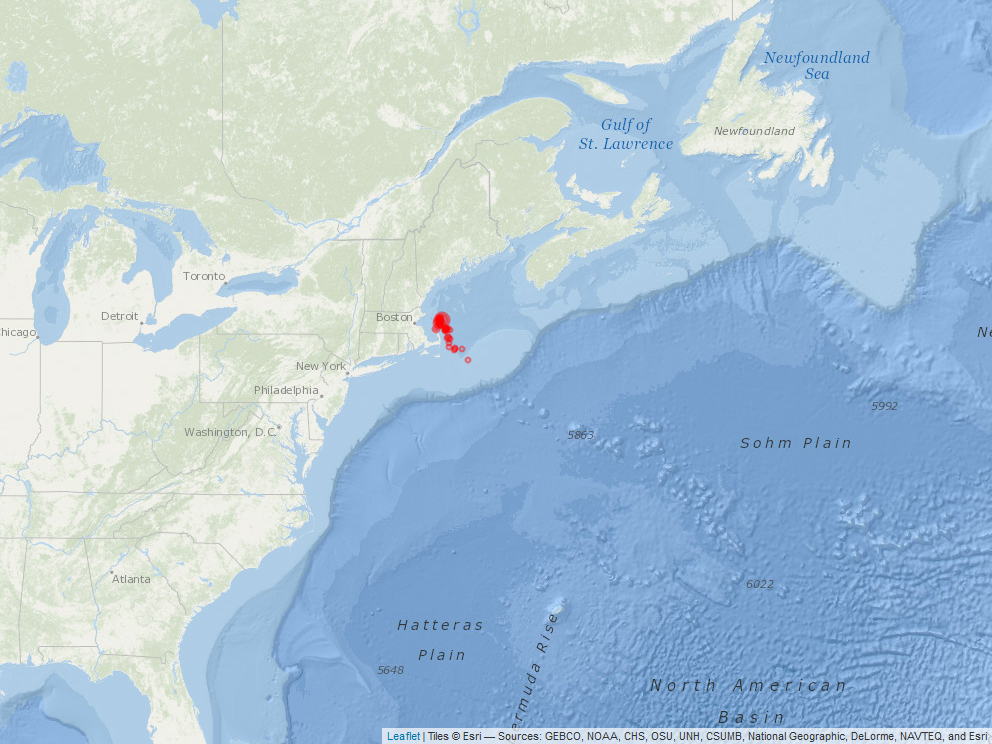 Newfoundland
Sea
Gulf of
St. Lawrence
Newfoundland
Toronto
Detroit
Boston
hicago
New York
Philadelphia
Washington, D.C.
Ne
5992
5863
Sohm Plain
Atlanta
6022
Hatteras
Plain
5648
ermuda Rise
North American
Basin
Leaflet | Tiles © Esri — Sources: GEBCO, NOAA, CHS, OSU, UNH, CSUMB, National Geographic, DeLorme, NAVTEQ, and Esri